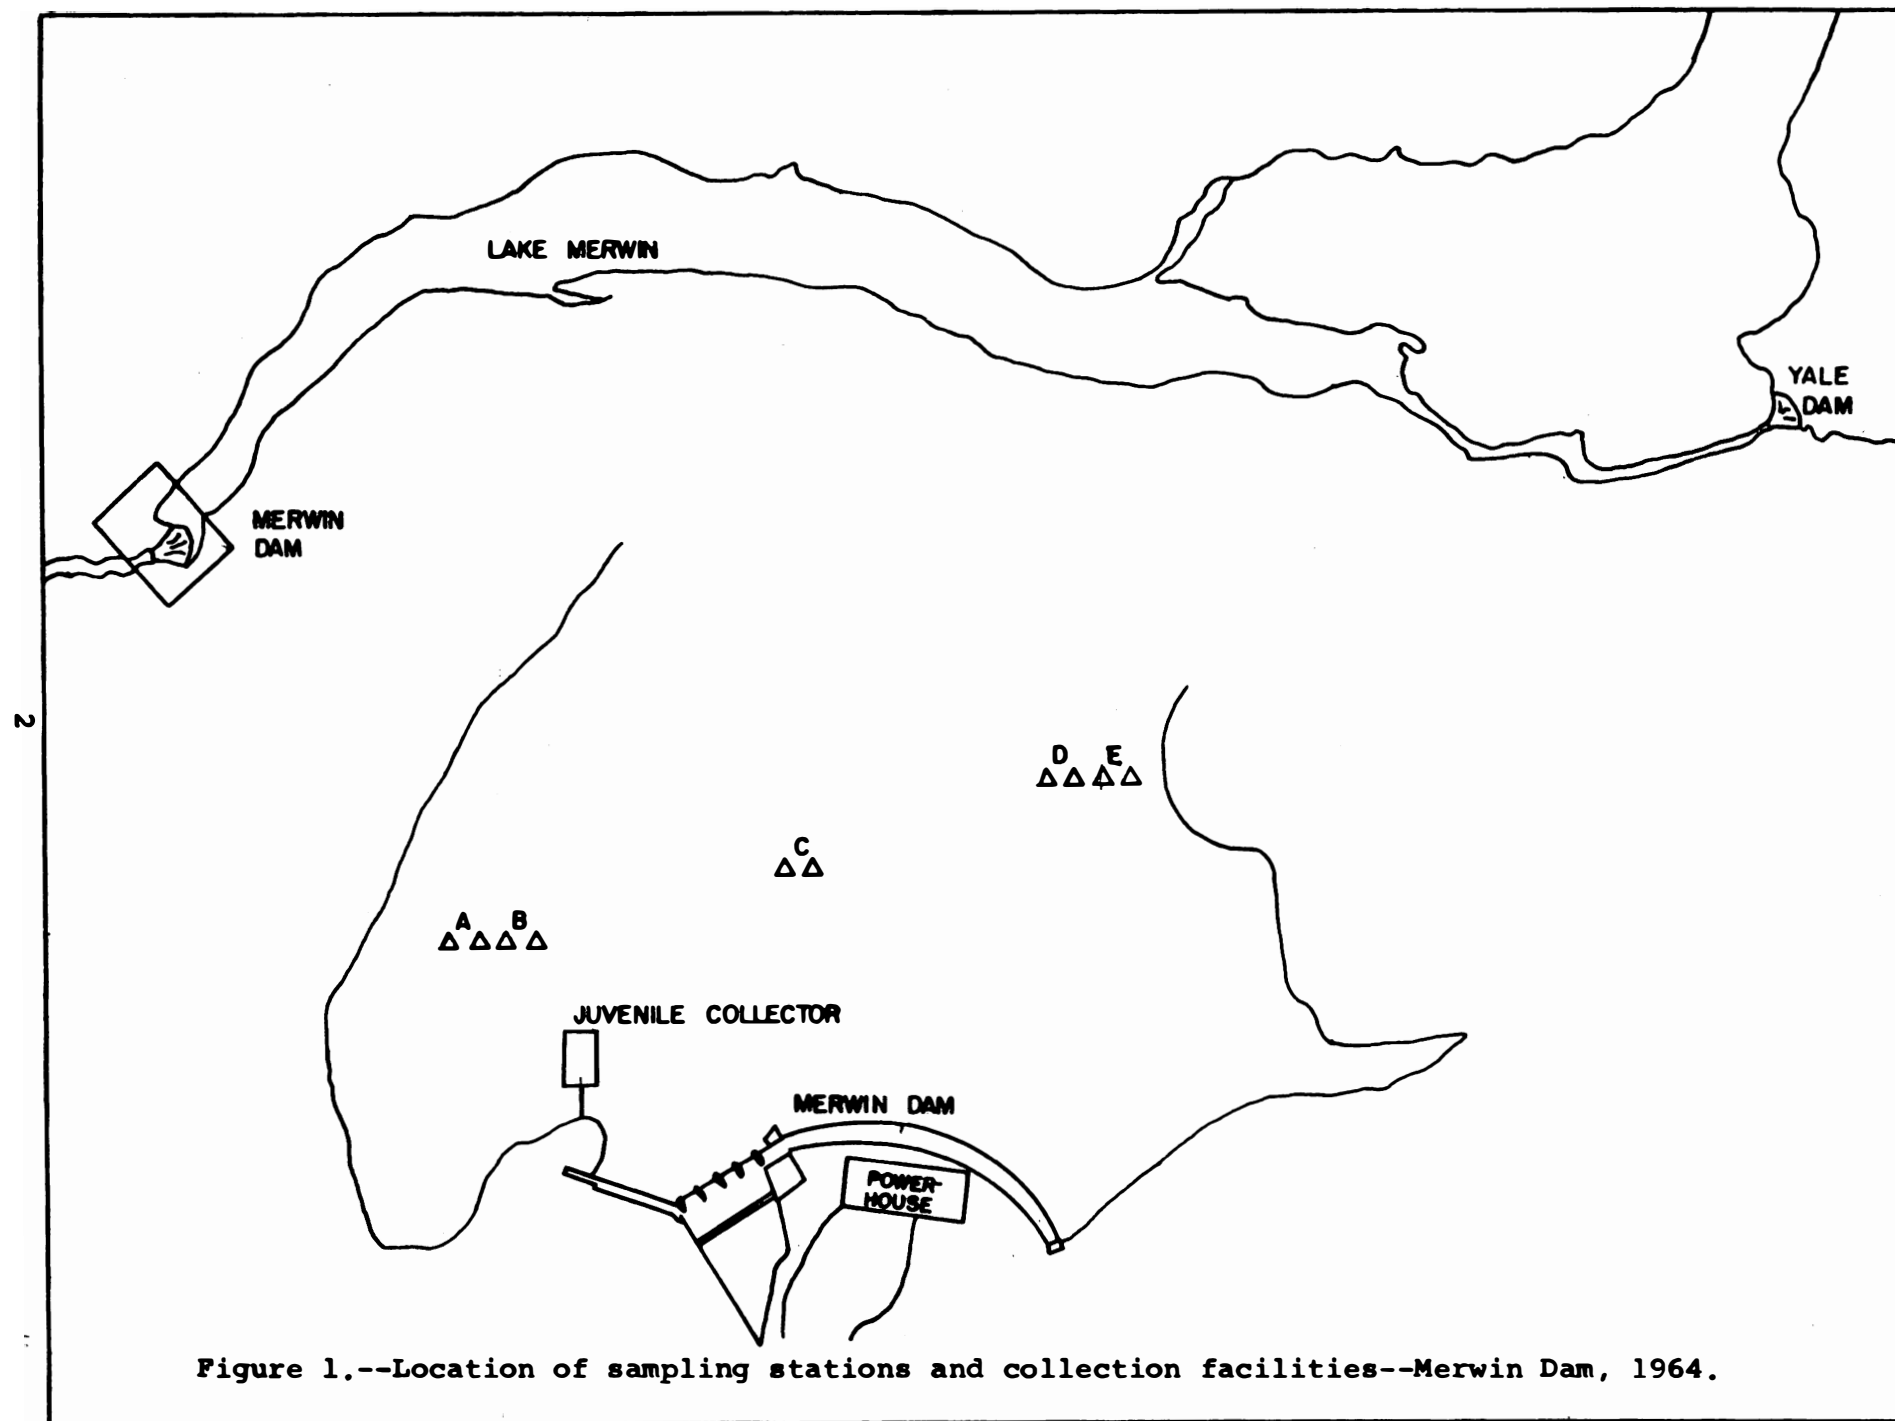 LAKE MERWIN
YALE
DAM
MERWIN
DAM
2
D E
C
A B
JUVENILE COLLECTOR
MERWIN DAM
POWER-
HOUSE
Figure 1.--Location of sampling stations and collection facilities--Merwin Dam, 1964.